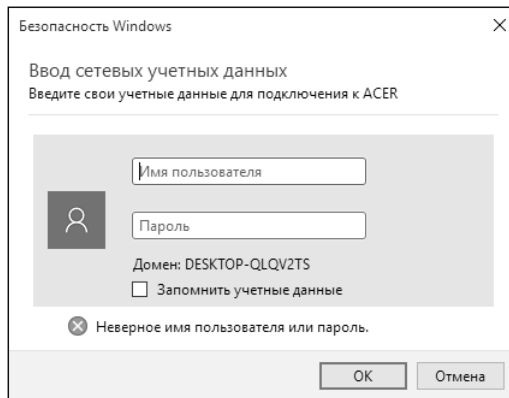 Безопасность Windows
Ввод сетевых учетных данных
Введите свои учетные данные для подключения к ACER
Имя пользователя
Пароль
Домен: DESKTOP-QLQV2TS
Запомнить учетные данные
Неверное имя пользователя или пароль.
OK
Отмена